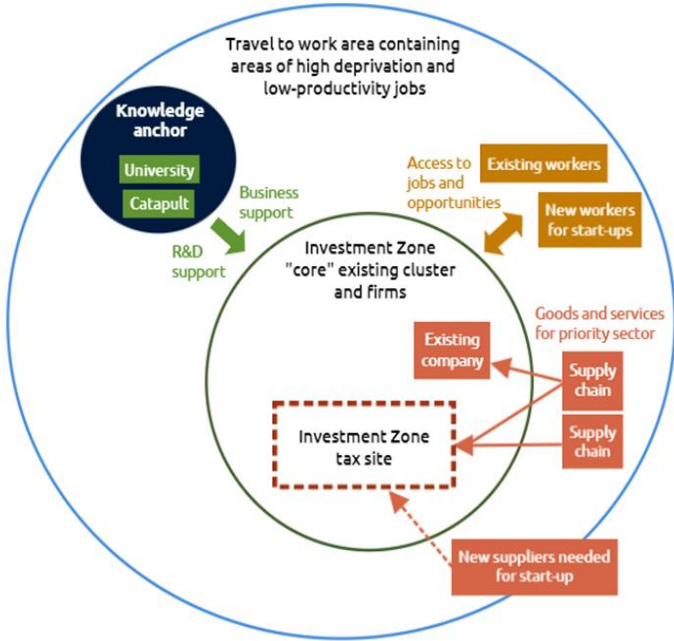 Travel to work area containing
areas of high deprivation and
low-productivity jobs
Knowledge
anchor
University
Catapult
Business
support
R&D
support
Access to
jobs and
opportunities
Existing workers
New workers
for start-ups
Investment Zone
"core" existing cluster
and firms
Goods and services
for priority sector
Existing
company
Supply
chain
Supply
chain
Investment Zone
tax site
New suppliers needed
for start-up